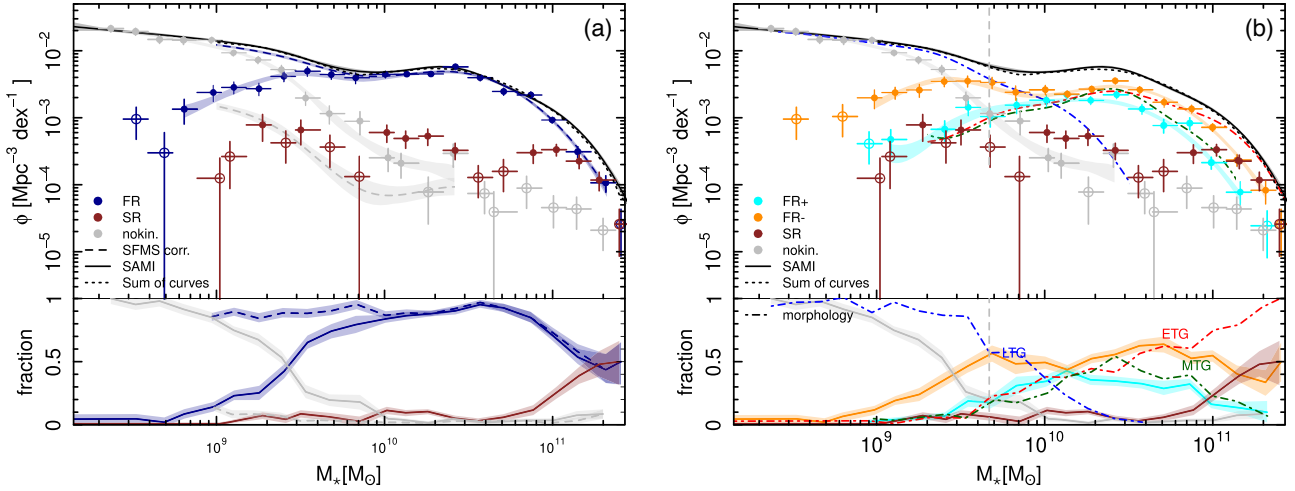 (a)
ϕ [Mpc⁻³ dex⁻¹]
10⁻²
10⁻³
10⁻⁴
10⁻⁵
FR
SR
nokin.
SFMS corr.
SAMI
Sum of curves
fraction
1
0.5
0
10⁹
10¹⁰
10¹¹
M⋆[M⊙]
(b)
ϕ [Mpc⁻³ dex⁻¹]
10⁻²
10⁻³
10⁻⁴
10⁻⁵
FR+
FR-
SR
nokin.
SAMI
Sum of curves
morphology
LTG
ETG
MTG
fraction
1
0.5
0
10⁹
10¹⁰
10¹¹
M⋆[M⊙]